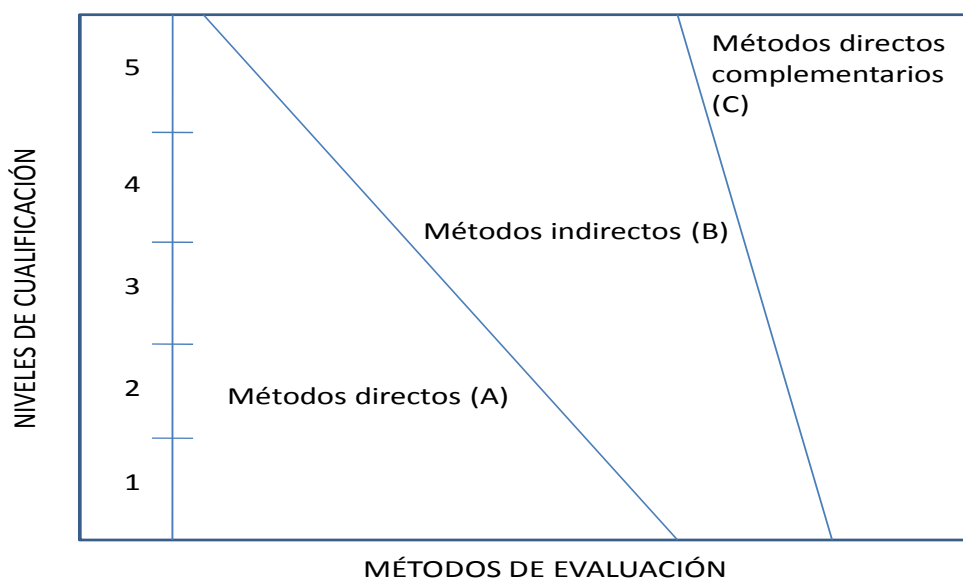 NIVELES DE CUALIFICACIÓN
5
4
3
2
1
Métodos directos
complementarios
(C)
Métodos indirectos (B)
Métodos directos (A)
MÉTODOS DE EVALUACIÓN